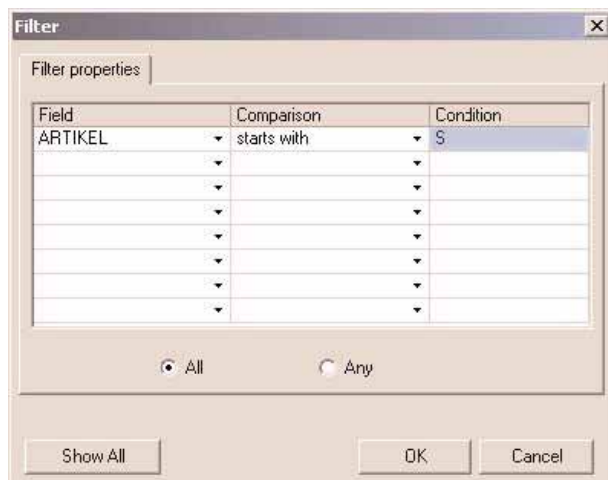 Filter
Filter properties
Field Comparison Condition
ARTIKEL starts with S
All Any
Show All OK Cancel